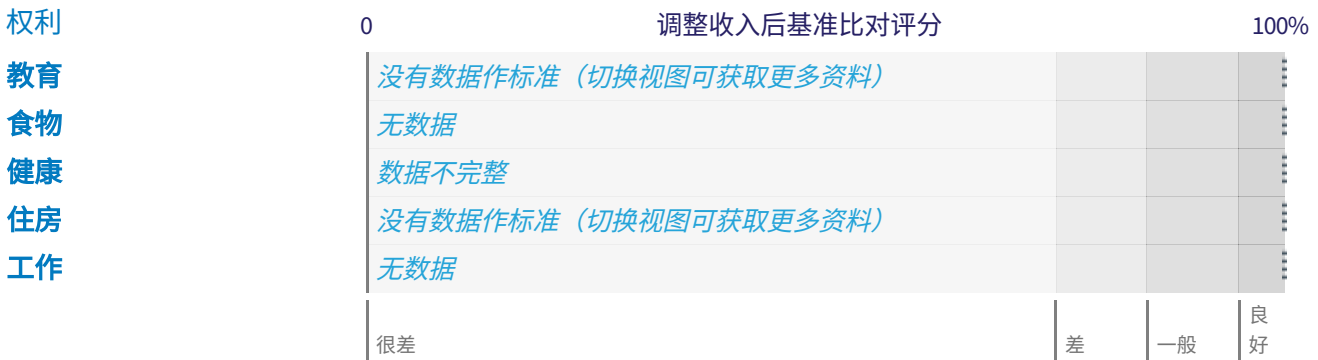 权利 0 调整收入后基准比对评分 100%
教育 没有数据作标准（切换视图可获取更多资料）
食物 无数据
健康 数据不完整
住房 没有数据作标准（切换视图可获取更多资料）
工作 无数据
很差 差 一般 良好